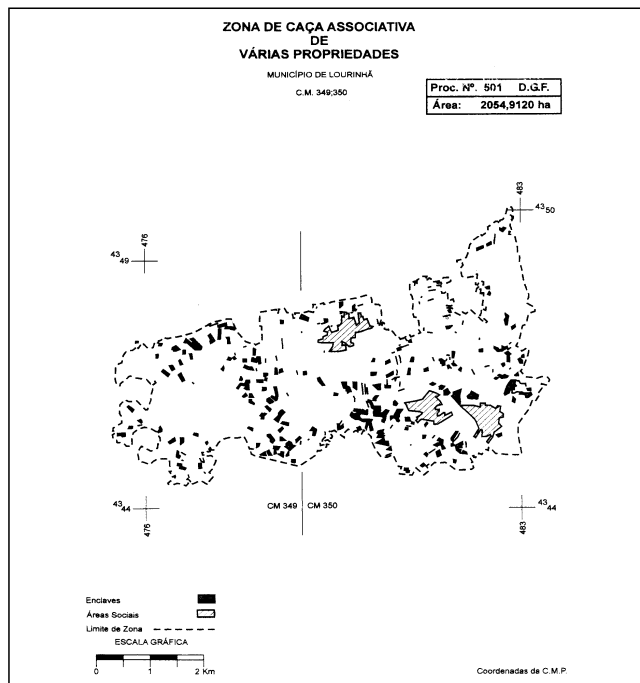 ZONA DE CAÇA ASSOCIATIVA
DE
VÁRIAS PROPRIEDADES
MUNICÍPIO DE LOURINHÃ
C.M. 349;350
Proc. Nº. 501 D.G.F.
Área: 2054,9120 ha
483
43 50
476
43 49
CM 349 CM 350
43 44
476
43 44
483
Enclaves
Áreas Sociais
Limite de Zona
ESCALA GRÁFICA
0 1 2 Km
Coordenadas da C.M.P.